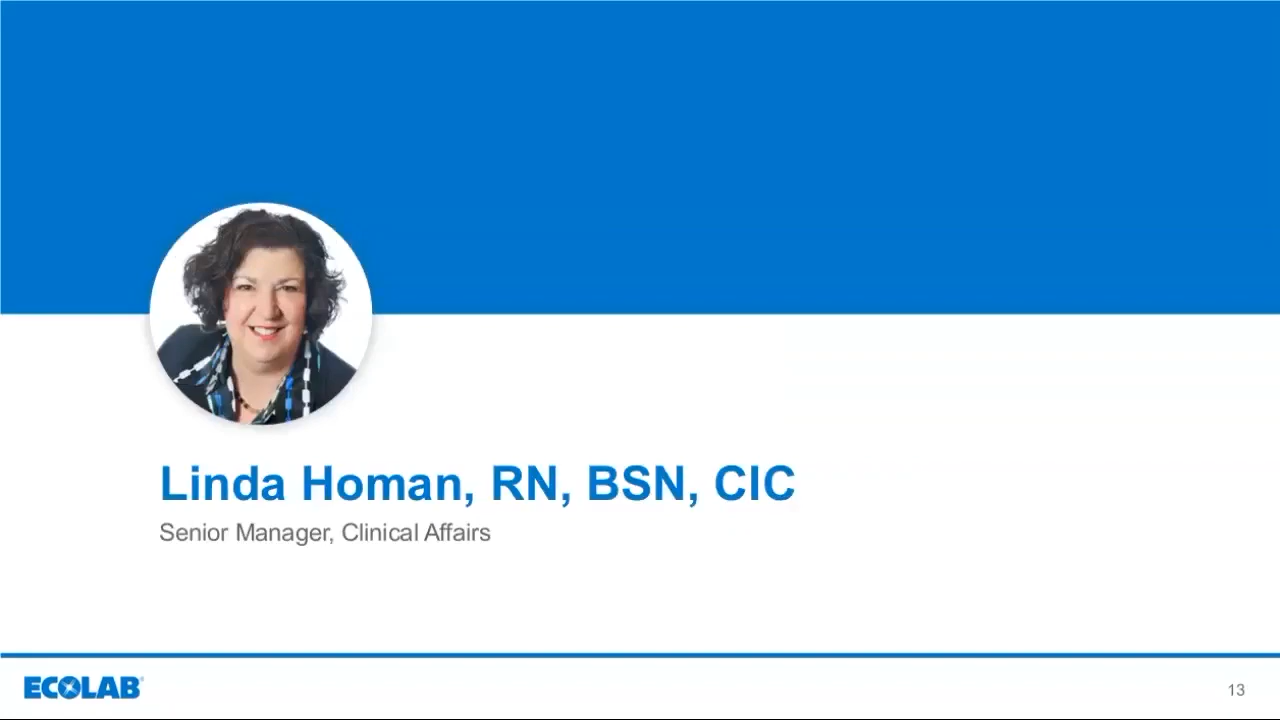 Linda Homan, RN, BSN, CIC
Senior Manager, Clinical Affairs
ECOLAB
13